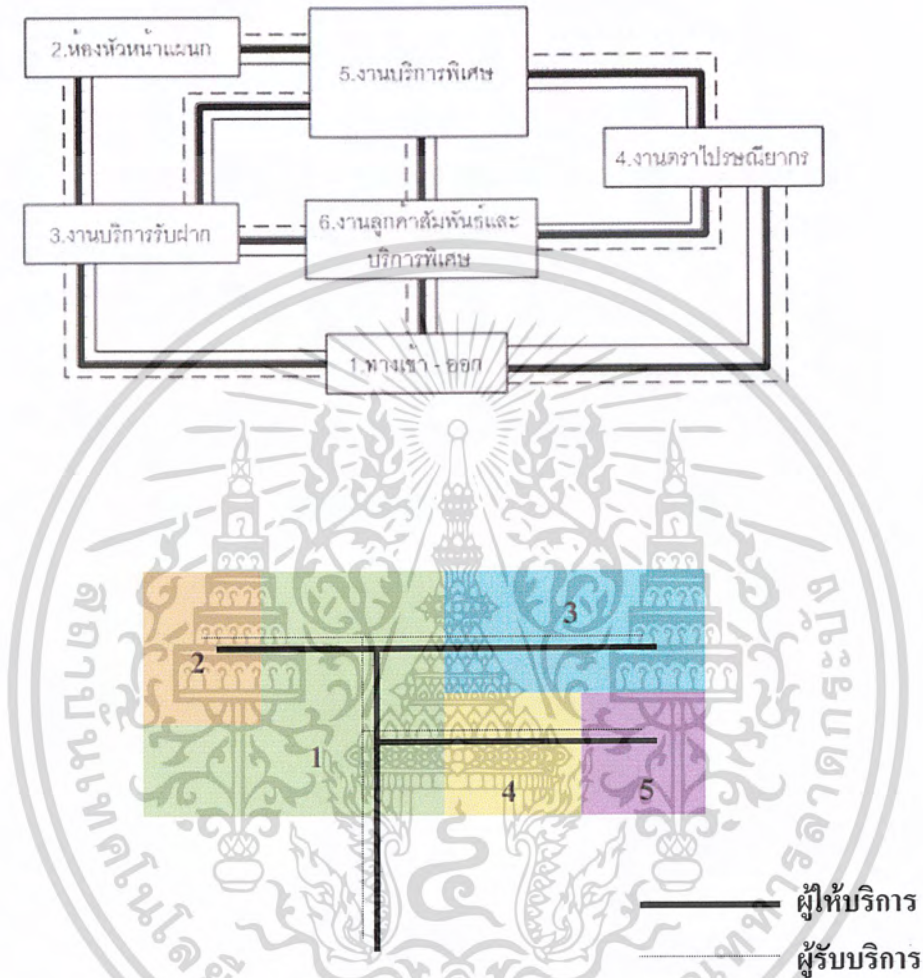 2.ห้องหัวหน้าแผนก
5.งานบริการพิเศษ
4.งานตราไปรษณียากร
3.งานบริการรับฝาก
6.งานลูกค้าสัมพันธ์และ
บริการพิเศษ
1.ทางเข้า - ออก
3
2
1
4
5
ผู้ให้บริการ
ผู้รับบริการ